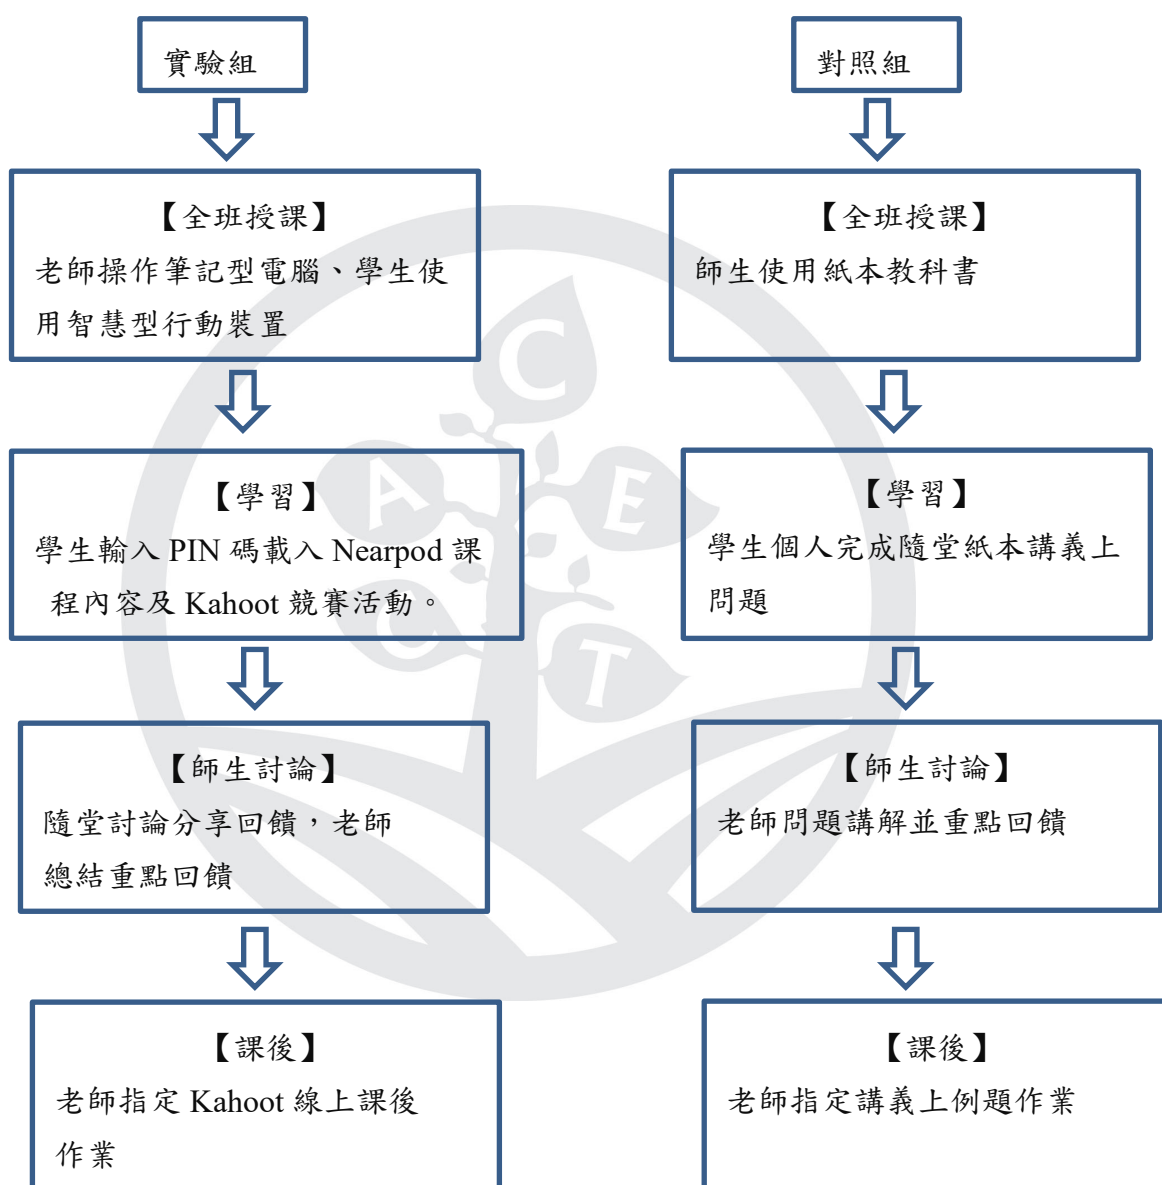 實驗組
【全班授課】
老師操作筆記型電腦、學生使
用智慧型行動裝置
【學習】
學生輸入 PIN 碼載入 Nearpod 課
程內容及 Kahoot 競賽活動。
【師生討論】
隨堂討論分享回饋，老師
總結重點回饋
【課後】
老師指定 Kahoot 線上課後
作業
對照組
【全班授課】
師生使用紙本教科書
【學習】
學生個人完成隨堂紙本講義上
問題
【師生討論】
老師問題講解並重點回饋
【課後】
老師指定講義上例題作業
C
A
E
C
T